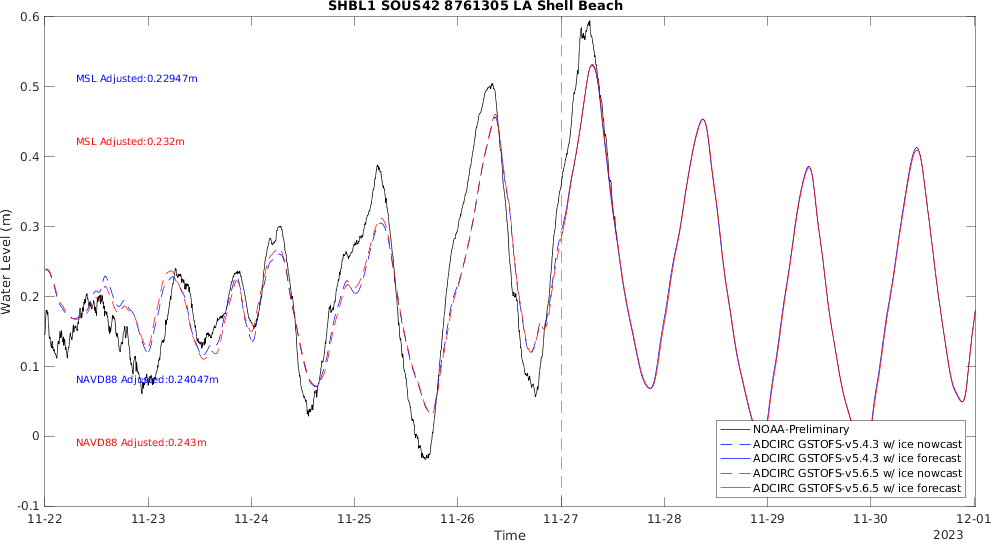 SHBL1 SOUS42 8761305 LA Shell Beach
0.6
0.5
0.4
0.3
0.2
0.1
0
-0.1
Water Level (m)
MSL Adjusted:0.22947m
MSL Adjusted:0.232m
NAVD88 Adjusted:0.24047m
NAVD88 Adjusted:0.243m
NOAA-Preliminary
ADCIRC GSTOFS-v5.4.3 w/ ice nowcast
ADCIRC GSTOFS-v5.4.3 w/ ice forecast
ADCIRC GSTOFS-v5.6.5 w/ ice nowcast
ADCIRC GSTOFS-v5.6.5 w/ ice forecast
11-22 11-23 11-24 11-25 11-26 11-27 11-28 11-29 11-30 12-01
Time
2023